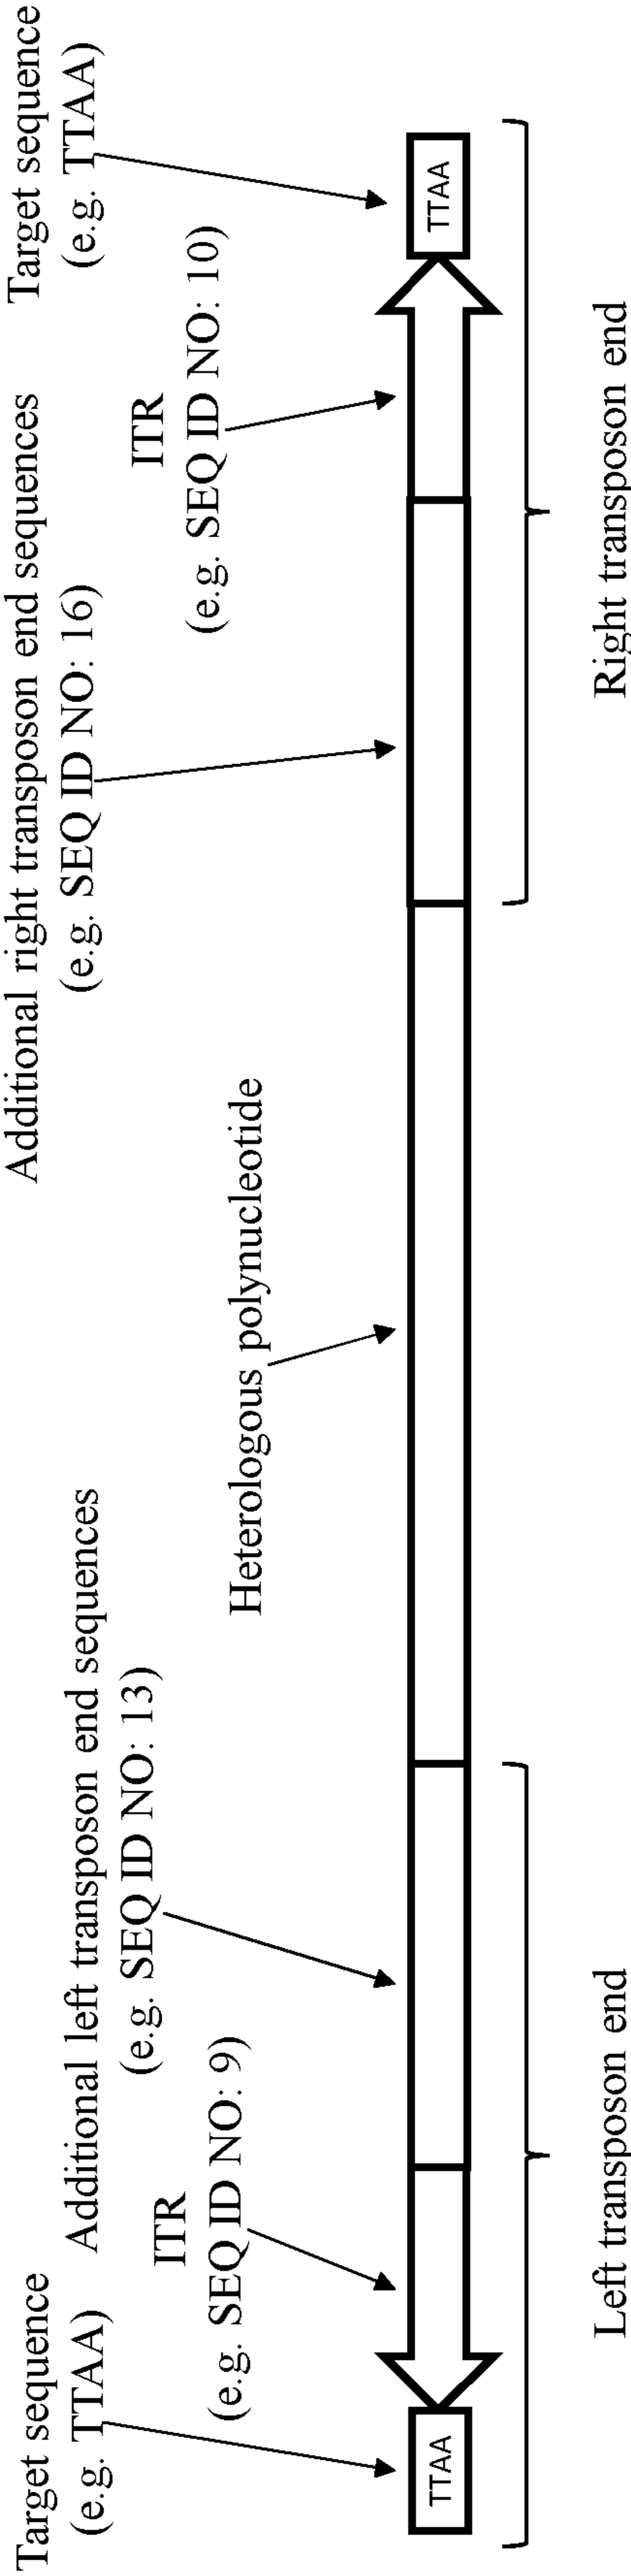 Target sequence
(e.g. TTAA)
ITR
(e.g. SEQ ID NO: 9)
Additional left transposon end sequences
(e.g. SEQ ID NO: 13)
Heterologous polynucleotide
Additional right transposon end sequences
(e.g. SEQ ID NO: 16)
ITR
(e.g. SEQ ID NO: 10)
Target sequence
(e.g. TTAA)
TTAA
TTAA
Left transposon end
Right transposon end